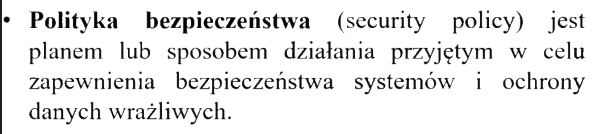 • Polityka bezpieczeństwa (security policy) jest
planem lub sposobem działania przyjętym w celu
zapewnienia bezpieczeństwa systemów i ochrony
danych wrażliwych.